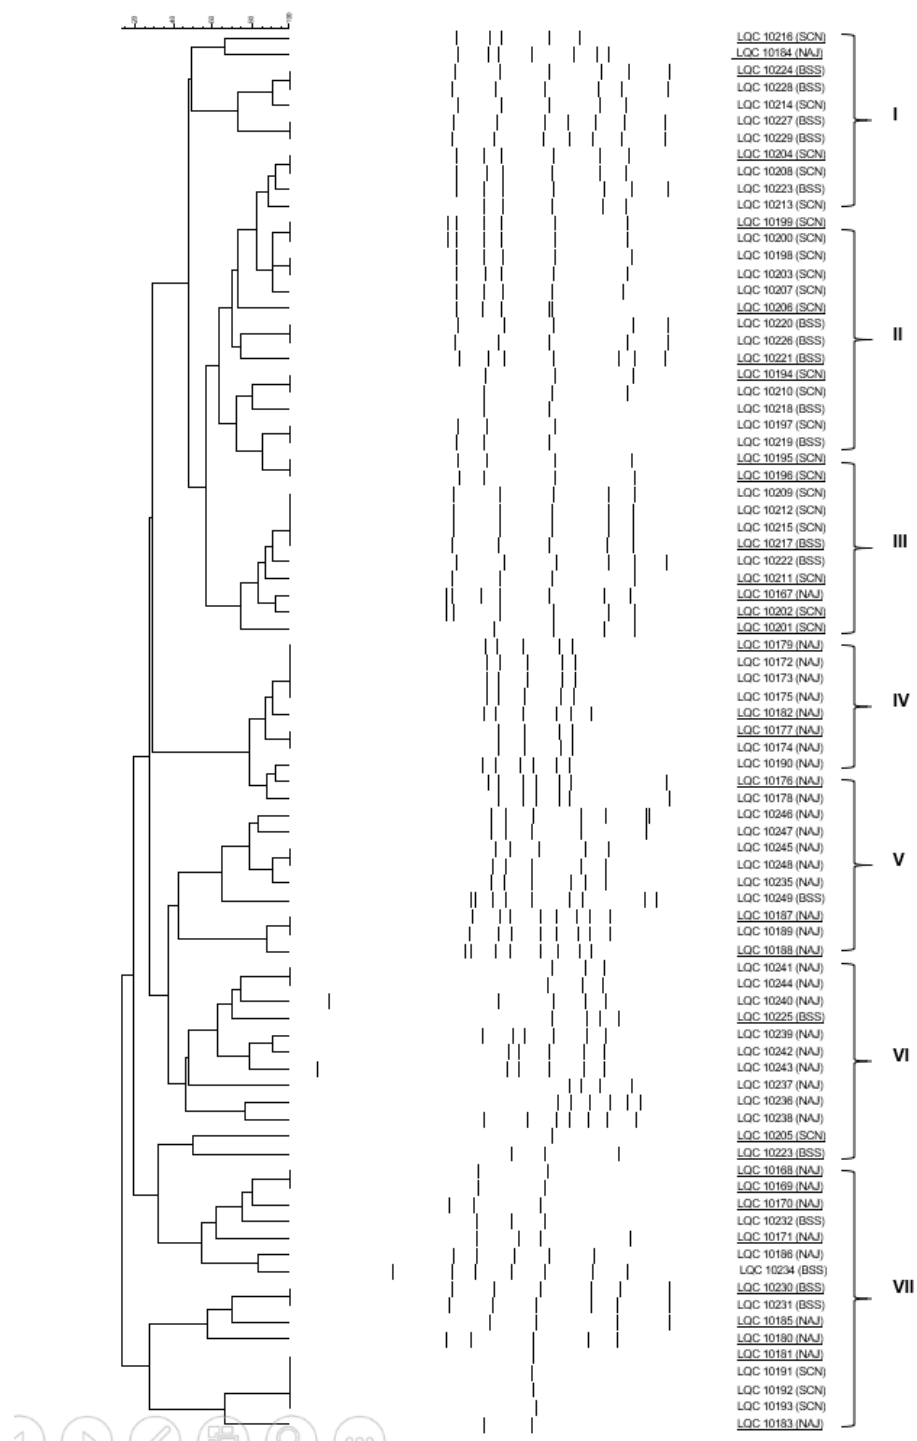 20 40 60 80 100
LQC 10216 (SCN)
LQC 10184 (NAJ)
LQC 10224 (BSS)
LQC 10228 (BSS)
LQC 10214 (SCN)
LQC 10227 (BSS)
I
LQC 10229 (BSS)
LQC 10204 (SCN)
LQC 10208 (SCN)
LQC 10223 (BSS)
LQC 10213 (SCN)
LQC 10199 (SCN)
LQC 10200 (SCN)
LQC 10198 (SCN)
LQC 10203 (SCN)
LQC 10207 (SCN)
LQC 10206 (SCN)
LQC 10220 (BSS)
II
LQC 10226 (BSS)
LQC 10221 (BSS)
LQC 10194 (SCN)
LQC 10210 (SCN)
LQC 10218 (BSS)
LQC 10197 (SCN)
LQC 10219 (BSS)
LQC 10195 (SCN)
LQC 10196 (SCN)
LQC 10209 (SCN)
LQC 10212 (SCN)
LQC 10215 (SCN)
III
LQC 10217 (BSS)
LQC 10222 (BSS)
LQC 10211 (SCN)
LQC 10167 (NAJ)
LQC 10202 (SCN)
LQC 10201 (SCN)
LQC 10179 (NAJ)
LQC 10172 (NAJ)
LQC 10173 (NAJ)
LQC 10175 (NAJ)
IV
LQC 10182 (NAJ)
LQC 10177 (NAJ)
LQC 10174 (NAJ)
LQC 10190 (NAJ)
LQC 10176 (NAJ)
LQC 10178 (NAJ)
LQC 10246 (NAJ)
LQC 10247 (NAJ)
LQC 10245 (NAJ)
V
LQC 10248 (NAJ)
LQC 10235 (NAJ)
LQC 10249 (BSS)
LQC 10187 (NAJ)
LQC 10189 (NAJ)
LQC 10188 (NAJ)
LQC 10241 (NAJ)
LQC 10244 (NAJ)
LQC 10240 (NAJ)
LQC 10225 (BSS)
LQC 10239 (NAJ)
LQC 10242 (NAJ)
VI
LQC 10243 (NAJ)
LQC 10237 (NAJ)
LQC 10236 (NAJ)
LQC 10238 (NAJ)
LQC 10205 (SCN)
LQC 10223 (BSS)
LQC 10168 (NAJ)
LQC 10169 (NAJ)
LQC 10170 (NAJ)
LQC 10232 (BSS)
LQC 10171 (NAJ)
LQC 10186 (NAJ)
LQC 10234 (BSS)
LQC 10230 (BSS)
VII
LQC 10231 (BSS)
LQC 10185 (NAJ)
LQC 10180 (NAJ)
LQC 10181 (NAJ)
LQC 10191 (SCN)
LQC 10192 (SCN)
LQC 10193 (SCN)
LQC 10183 (NAJ)